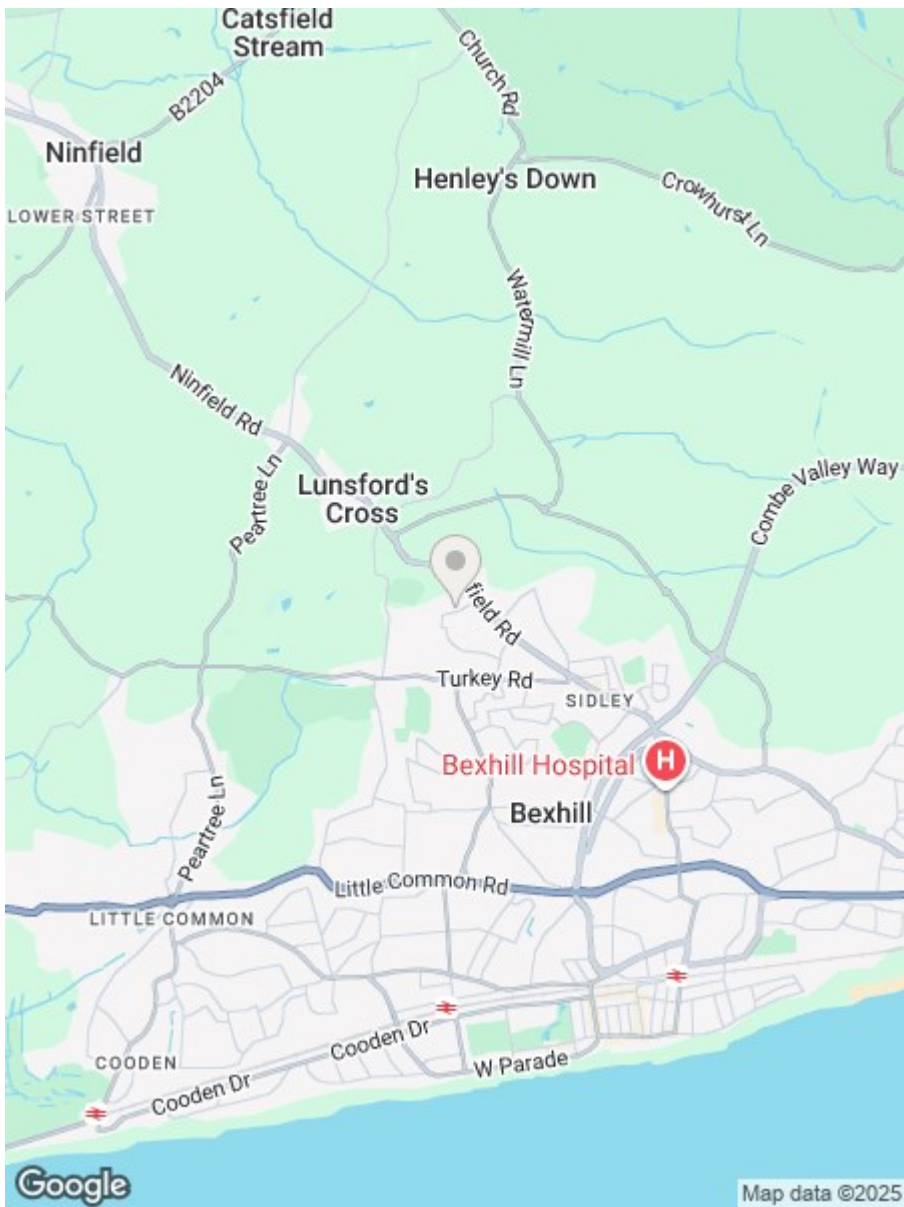 Catsfield
Stream
Church Rd
B2204
Ninfield
Henley's Down
Crowhurst Ln
LOWER STREET
Watermill Ln
Ninfield Rd
Combe Valley Way
Peartree Ln
Lunsford's
Cross
field Rd
Turkey Rd
SIDLEY
Bexhill Hospital
H
Bexhill
Peartree Ln
Little Common Rd
LITTLE COMMON
Cooden Dr
COODEN
W Parade
Cooden Dr
Google
Map data ©2025